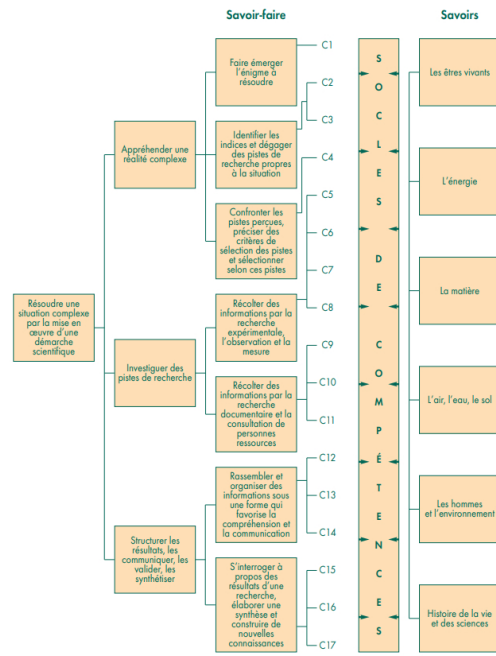 Savoir-faire
Savoirs
Résoudre une
situation complexe
par la mise en
œuvre d'une
démarche
scientifique
Appréhender une
réalité complexe
Investiguer des
pistes de recherche
Structurer les
résultats, les
communiquer, les
valider, les
synthétiser
Faire émerger
l'énigme à
résoudre
Identifier les
indices et dégager
des pistes de
recherche propres
à la situation
Confronter les
pistes perçues,
préciser des
critères de
sélection des pistes
et sélectionner
selon ces pistes
Récolter des
informations par la
recherche
expérimentale,
l'observation et la
mesure
Récolter des
informations par la
recherche
documentaire et la
consultation de
personnes
ressources
Rassembler et
organiser des
informations sous
une forme qui
favorise la
compréhension et
la communication
S'interroger à
propos des
résultats d'une
recherche,
élaborer une
synthèse et
construire de
nouvelles
connaissances
C1
C2
C3
C4
C5
C6
C7
C8
C9
C10
C11
C12
C13
C14
C15
C16
C17
SOCLES DE COMPÉTENCES
Les êtres vivants
L'énergie
La matière
L'air, l'eau, le sol
Les hommes
et l'environnement
Histoire de la vie
et des sciences